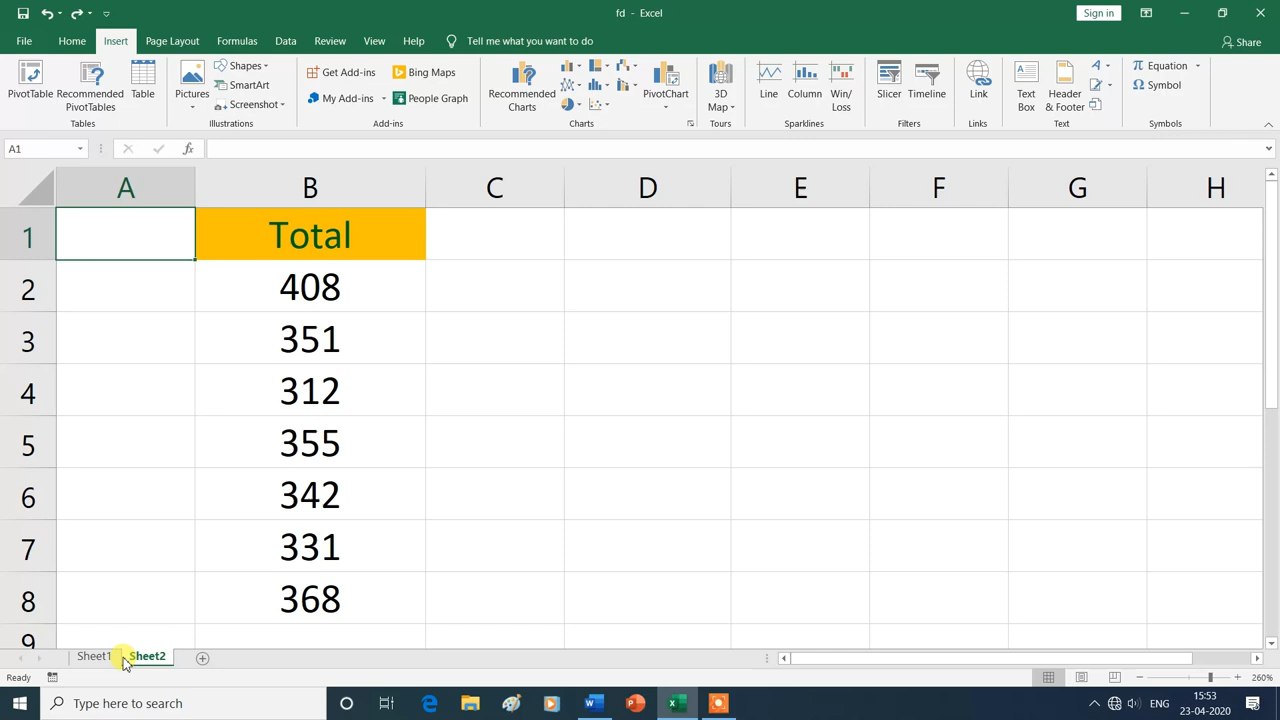 fd - Excel
Sign in
File Home Insert Page Layout Formulas Data Review View Help Tell me what you want to do Share
PivotTable
Recommended PivotTables
Table
Tables
Pictures
Shapes
SmartArt
Screenshot
Illustrations
Get Add-ins
My Add-ins
Bing Maps
People Graph
Add-ins
Recommended Charts
PivotChart
Charts
3D Map
Tours
Line
Column
Win/Loss
Sparklines
Slicer
Timeline
Filters
Link
Links
Text Box
Header & Footer
Text
Equation
Symbol
Symbols
A1 fx
A B C D E F G H
1 Total
2 408
3 351
4 312
5 355
6 342
7 331
8 368
9
Sheet1 Sheet2
Ready 260%
Type here to search
ENG
15:53
23-04-2020